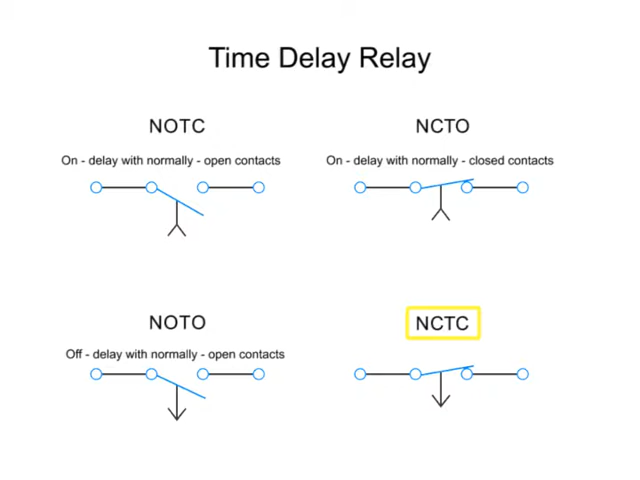 Time Delay Relay
NOTC
NCTO
On - delay with normally - open contacts
On - delay with normally - closed contacts
NOTO
NCTC
Off - delay with normally - open contacts